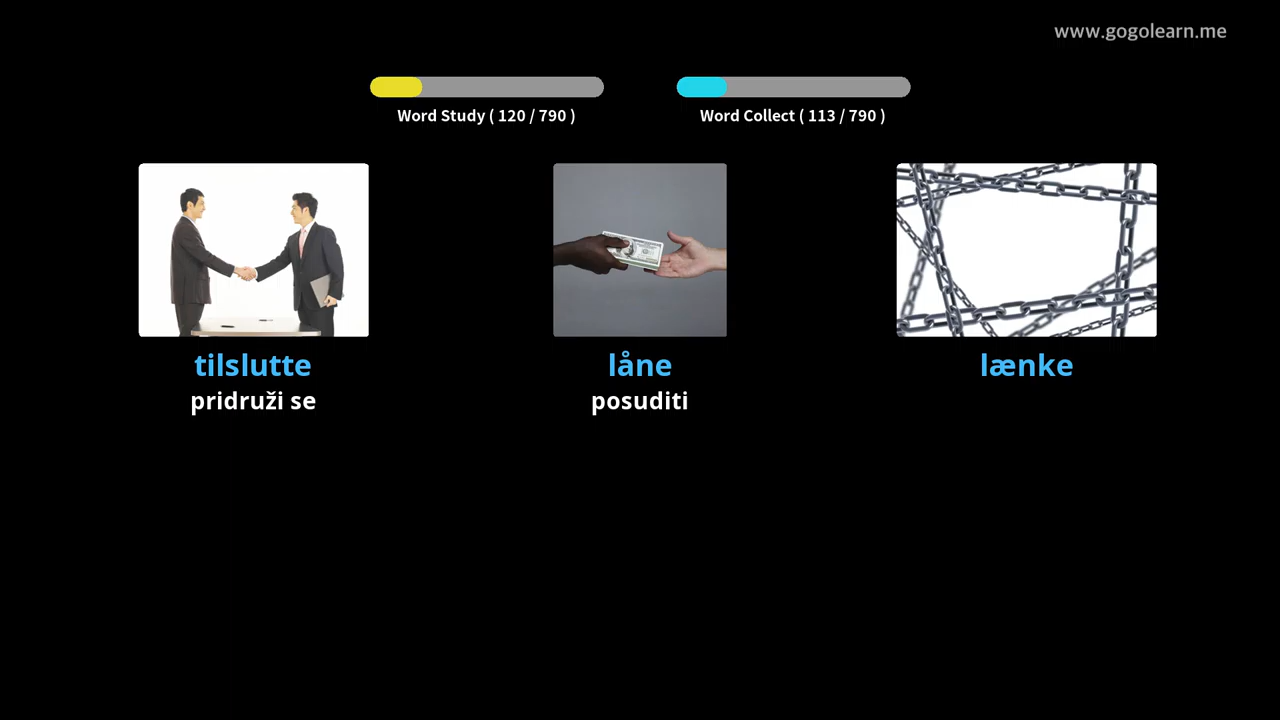 www.gogolearn.me
Word Study ( 120 / 790 )
Word Collect ( 113 / 790 )
tilslutte
pridruži se
låne
posuditi
lænke